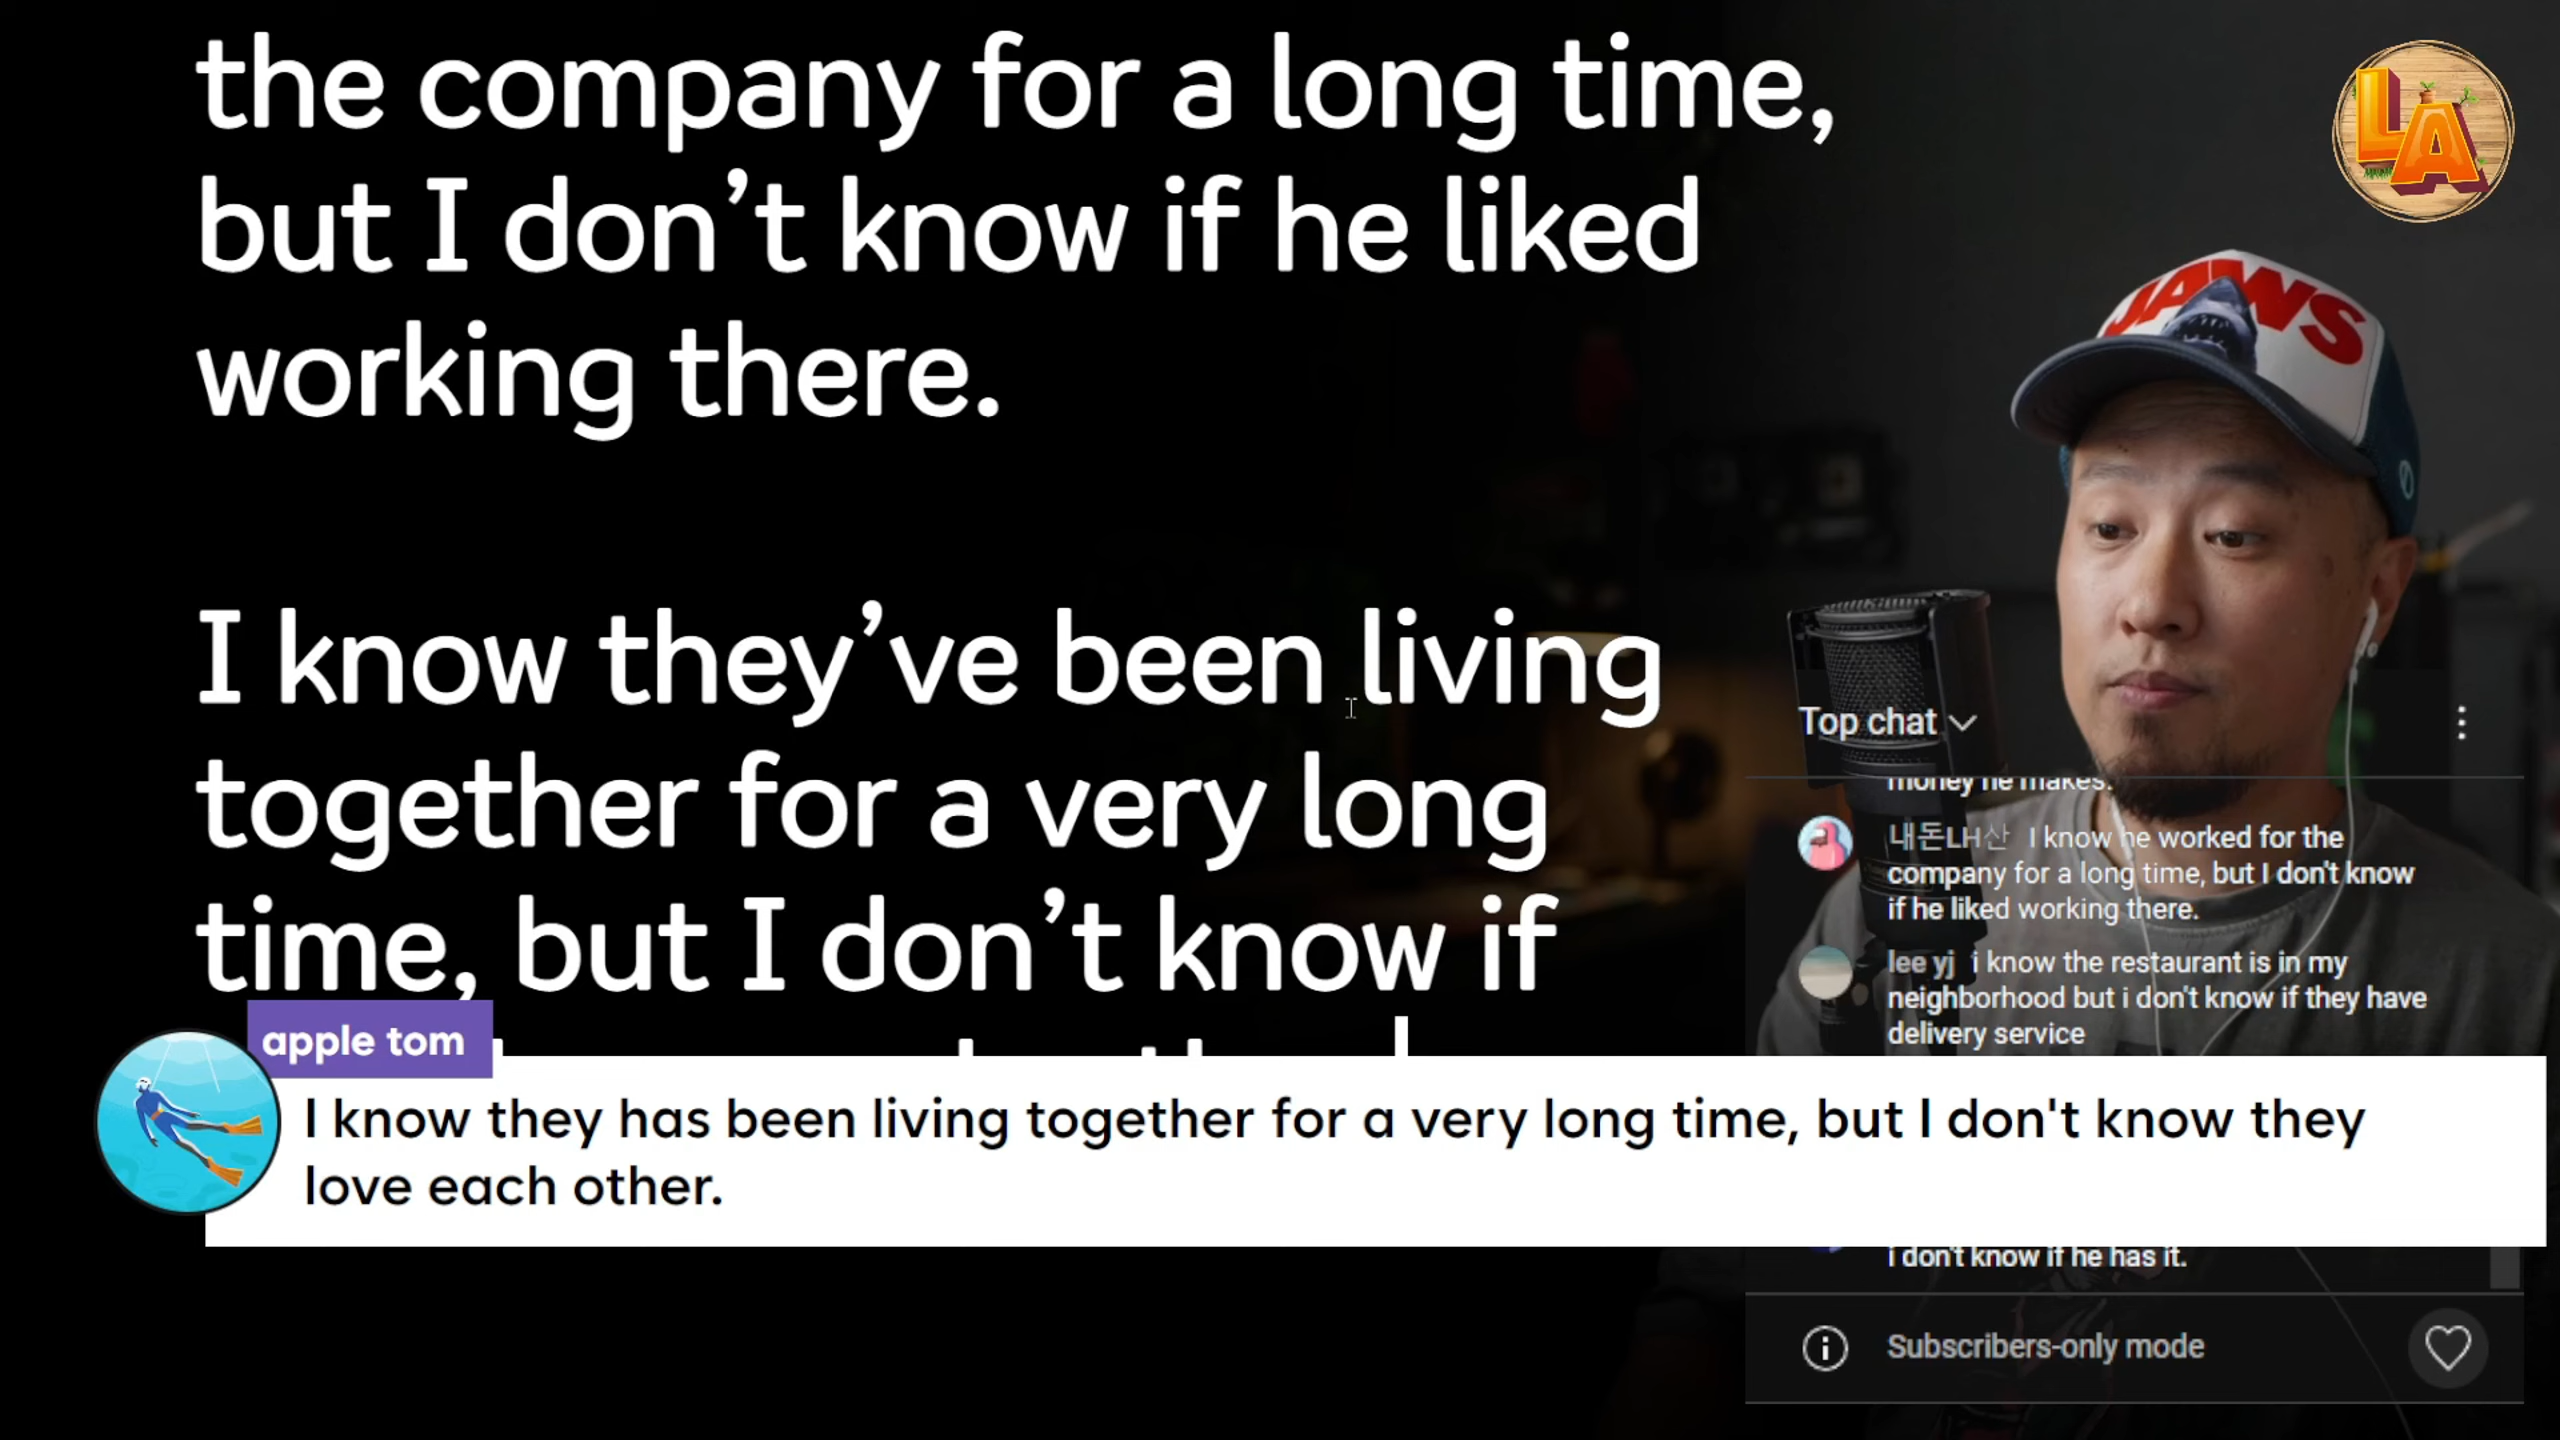 the company for a long time,
but I don’t know if he liked
working there.
I know they’ve been living
together for a very long
time, but I don’t know if
LA
JAWS
Top chat
money he makes.
내돈LH산 I know he worked for the
company for a long time, but I don't know
if he liked working there.
lee yj i know the restaurant is in my
neighborhood but i don't know if they have
delivery service
apple tom
I know they has been living together for a very long time, but I don't know they
love each other.
i don't know if he has it.
Subscribers-only mode